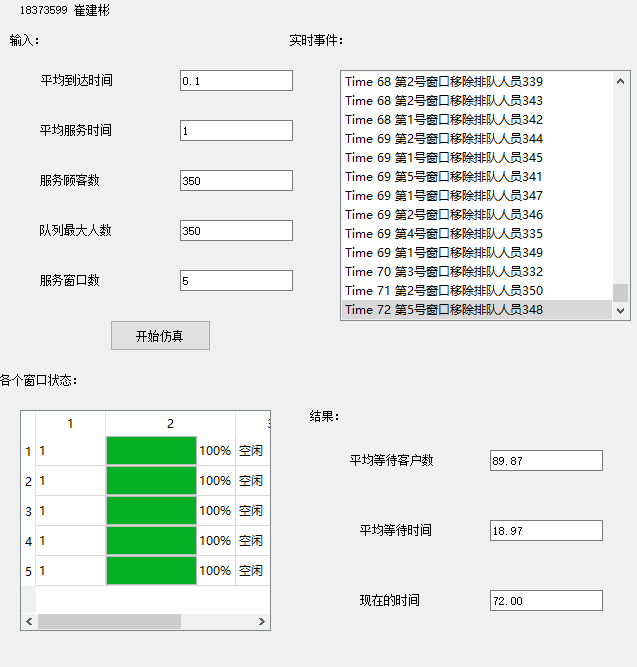 18373599 崔建彬
输入：
平均到达时间
0.1
平均服务时间
1
服务顾客数
350
队列最大人数
350
服务窗口数
5
开始仿真
实时事件：
Time 68 第2号窗口移除排队人员339
Time 68 第2号窗口移除排队人员343
Time 68 第1号窗口移除排队人员342
Time 69 第2号窗口移除排队人员344
Time 69 第1号窗口移除排队人员345
Time 69 第5号窗口移除排队人员341
Time 69 第1号窗口移除排队人员347
Time 69 第2号窗口移除排队人员346
Time 69 第4号窗口移除排队人员335
Time 69 第1号窗口移除排队人员349
Time 70 第3号窗口移除排队人员332
Time 71 第2号窗口移除排队人员350
Time 72 第5号窗口移除排队人员348
各个窗口状态：
1 2
1 1 100% 空闲
2 1 100% 空闲
3 1 100% 空闲
4 1 100% 空闲
5 1 100% 空闲
结果：
平均等待客户数
89.87
平均等待时间
18.97
现在的时间
72.00